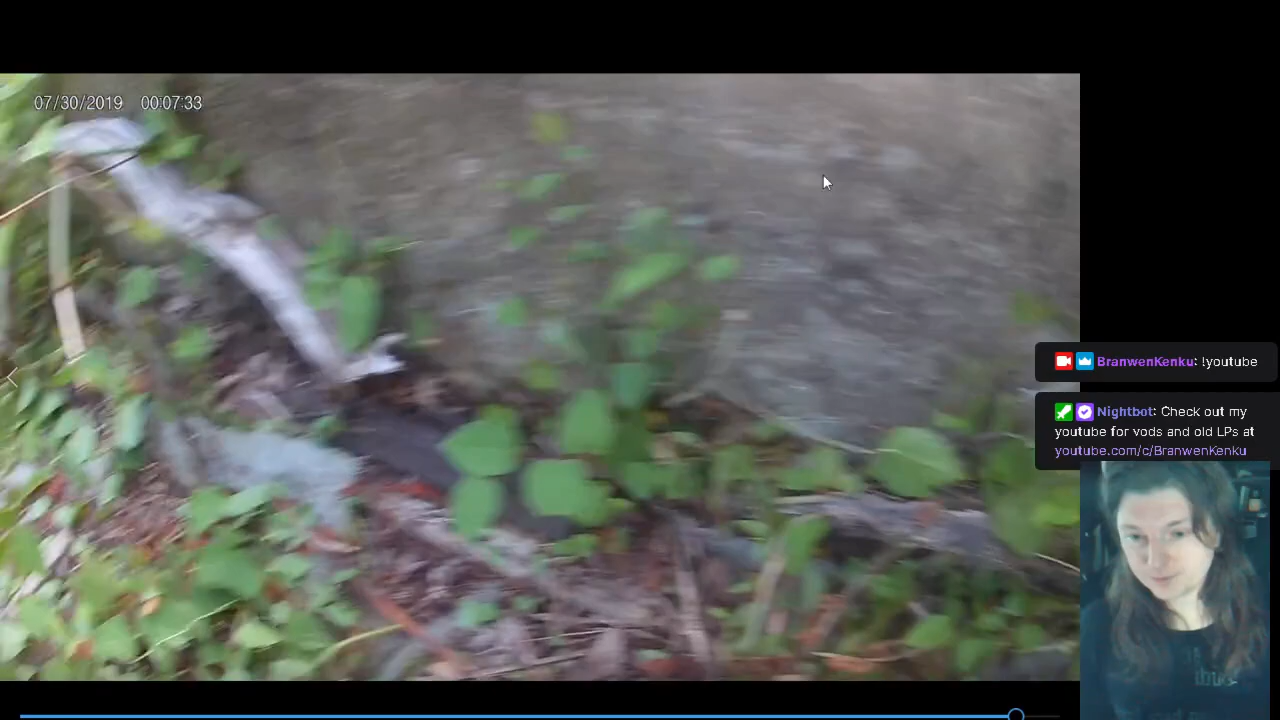 07/30/2019 00:07:33
BranwenKenku: !youtube
Nightbot: Check out my
youtube for vods and old LPs at
youtube.com/c/BranwenKenku